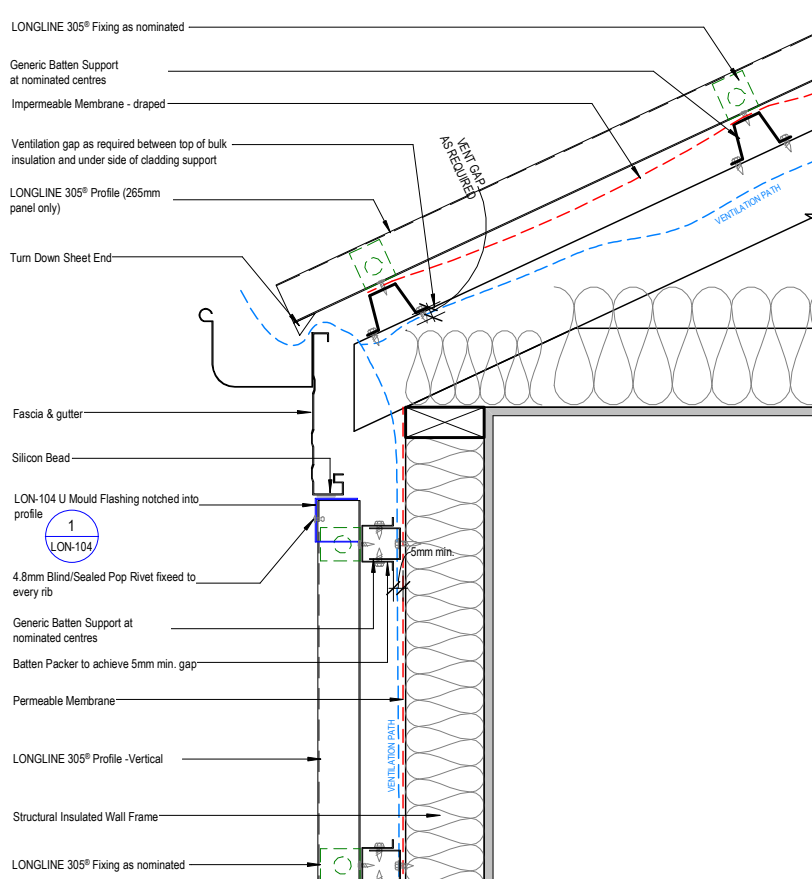 LONGLINE 305® Fixing as nominated
Generic Batten Support
at nominated centres
Impermeable Membrane - draped
Ventilation gap as required between top of bulk
insulation and under side of cladding support
VENT GAP
AS REQUIRED
LONGLINE 305® Profile (265mm
panel only)
VENTILATION PATH
Turn Down Sheet End
Fascia & gutter
Silicon Bead
LON-104 U Mould Flashing notched into
profile
1
LON-104
5mm min.
4.8mm Blind/Sealed Pop Rivet fixeed to
every rib
Generic Batten Support at
nominated centres
Batten Packer to achieve 5mm min. gap
Permeable Membrane
VENTILATION PATH
LONGLINE 305® Profile -Vertical
Structural Insulated Wall Frame
LONGLINE 305® Fixing as nominated